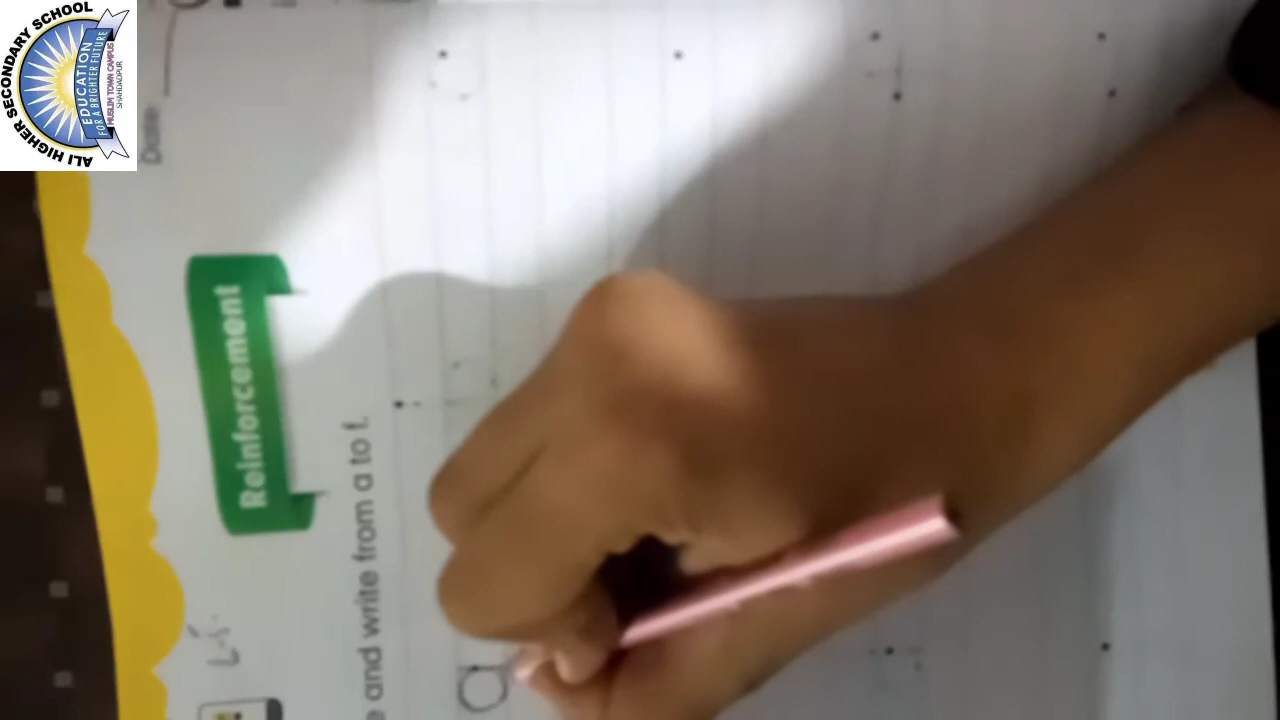 ALI HIGHER SECONDARY SCHOOL
EDUCATION
FOR A BRIGHTER FUTURE
MUSLIM TOWN CAMPUS
SHAHDADPUR
Date
Reinforcement
and write from a to f.
a